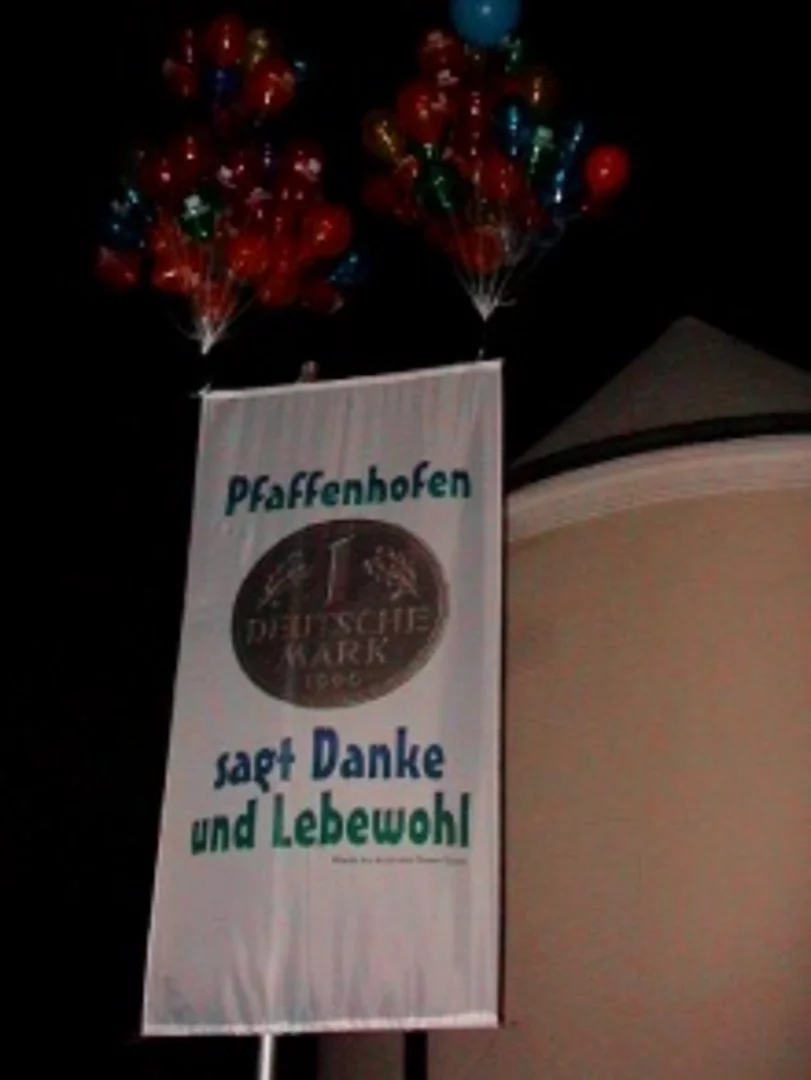 Pfaffenhofen
1
DEUTSCHE
MARK
sagt Danke
und Lebewohl